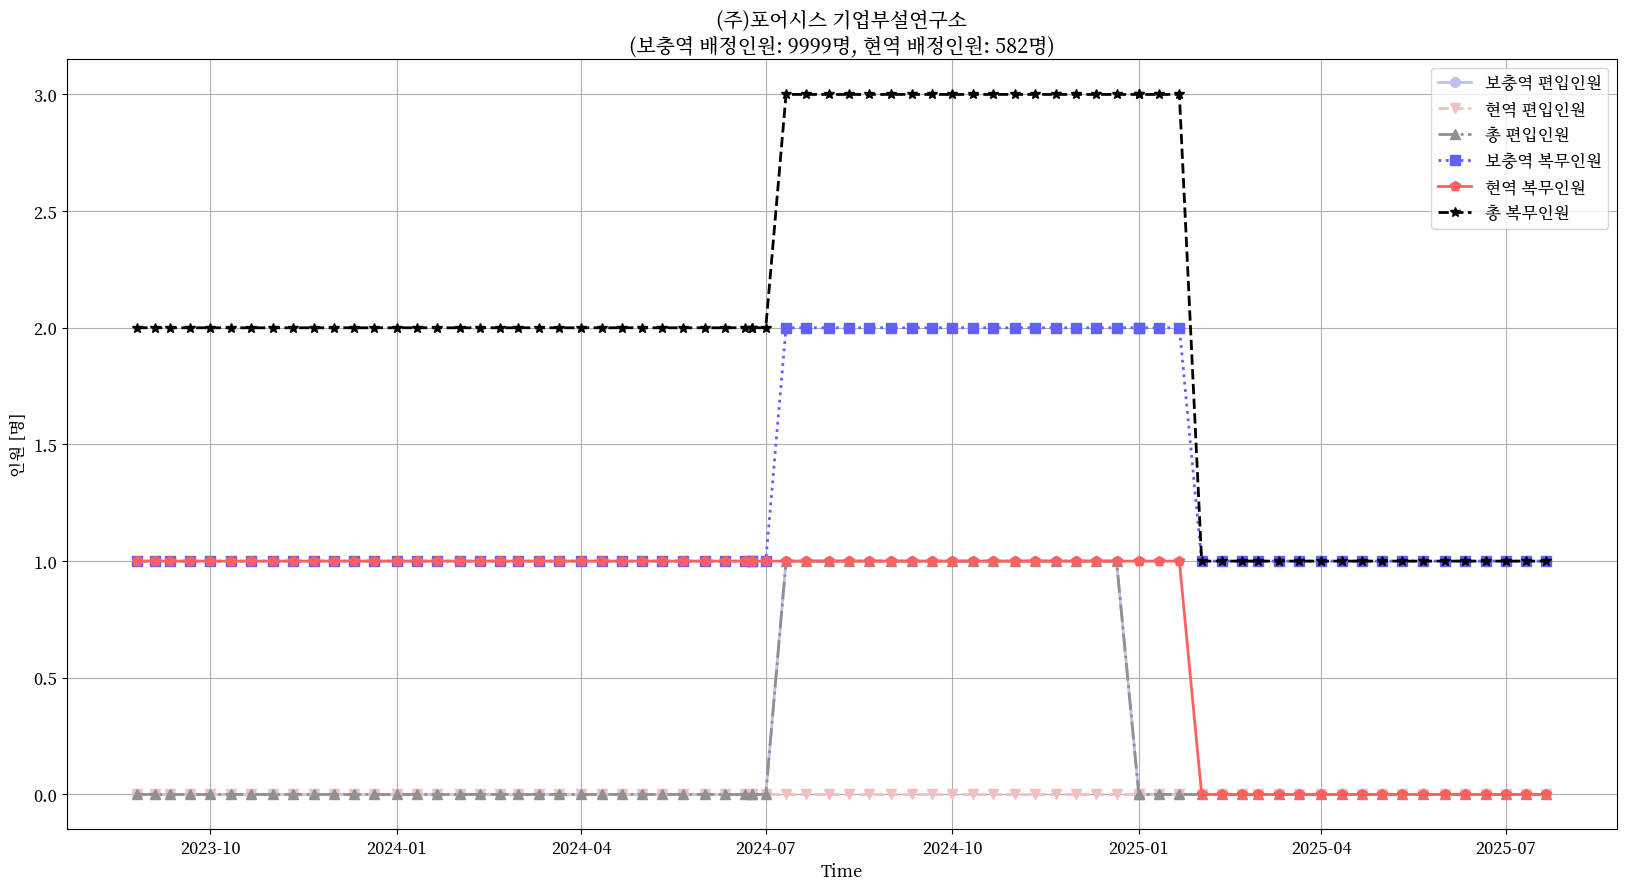 (주)포어시스 기업부설연구소
(보충역 배정인원: 9999명, 현역 배정인원: 582명)
보충역 편입인원
현역 편입인원
총 편입인원
보충역 복무인원
현역 복무인원
총 복무인원
인원 [명]
3.0
2.5
2.0
1.5
1.0
0.5
0.0
2023-10 2024-01 2024-04 2024-07 2024-10 2025-01 2025-04 2025-07
Time